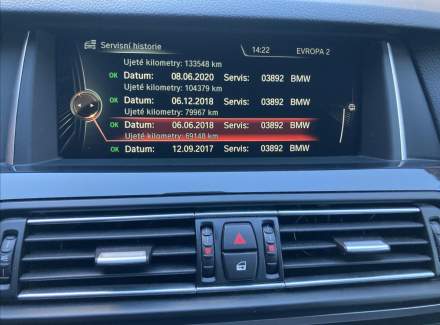 Servisní historie
14:22 EVROPA 2
Ujeté kilometry: 133548 km
OK Datum: 08.06.2020 Servis: 03892 BMW
Ujeté kilometry: 104379 km
OK Datum: 06.12.2018 Servis: 03892 BMW
Ujeté kilometry: 79967 km
OK Datum: 06.06.2018 Servis: 03892 BMW
Ujeté kilometry: 69148 km
OK Datum: 12.09.2017 Servis: 03892 BMW